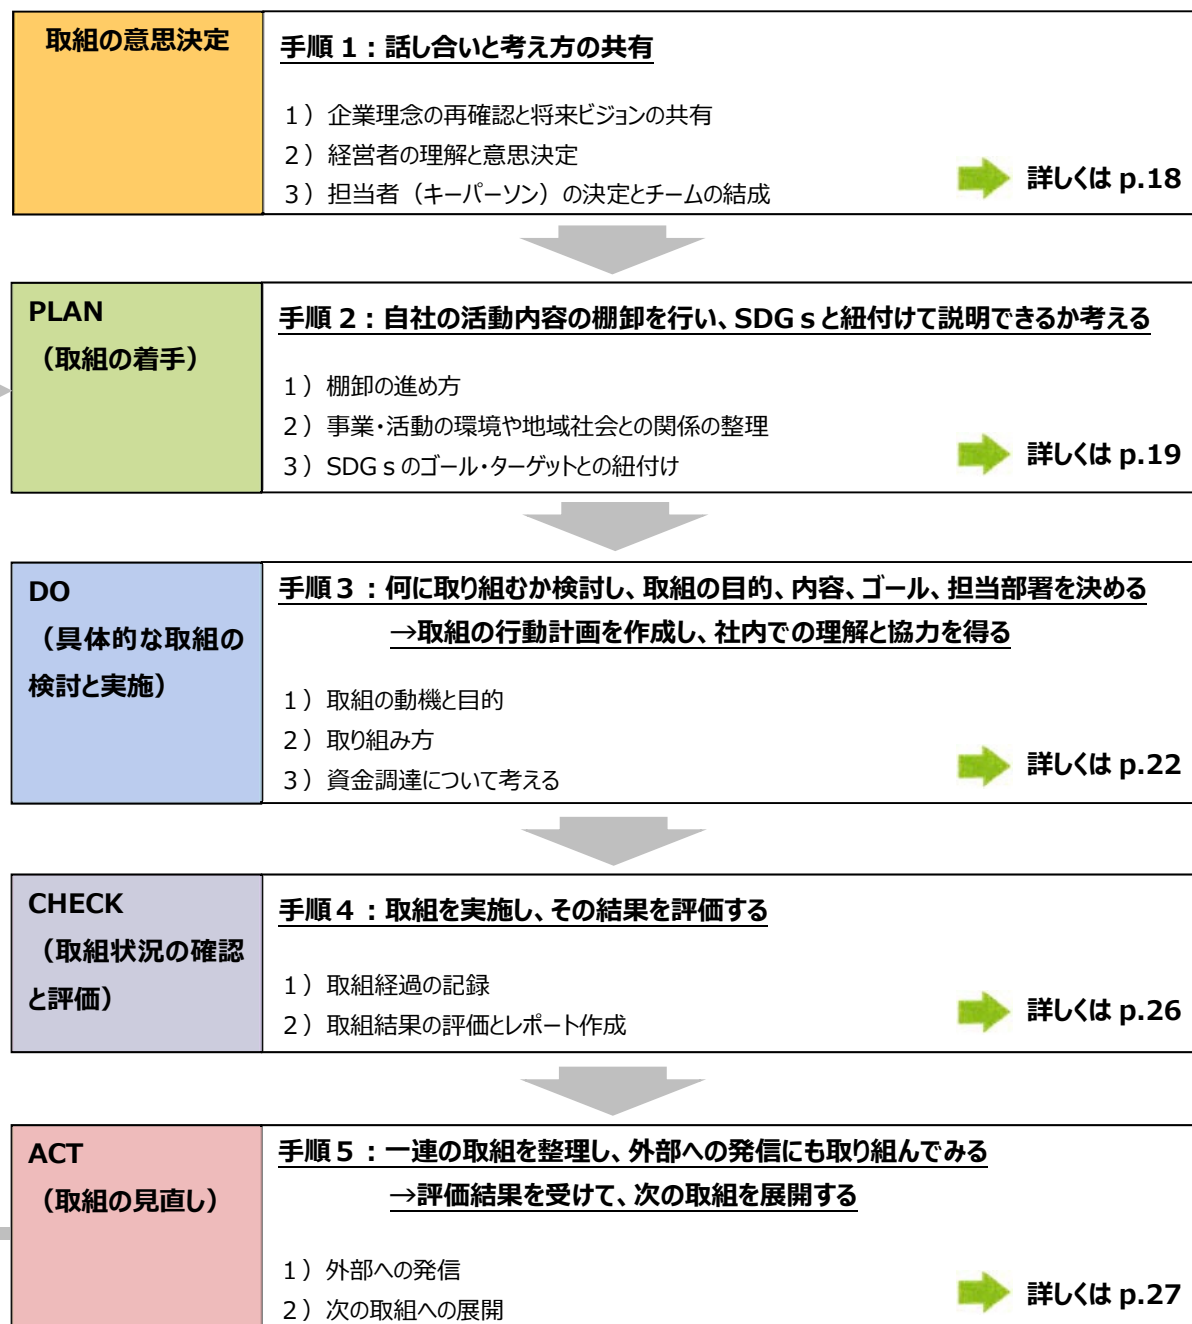 取組の意思決定
手順 1：話し合いと考え方の共有
１）企業理念の再確認と将来ビジョンの共有
２）経営者の理解と意思決定
３）担当者（キーパーソン）の決定とチームの結成
詳しくは p.18
PLAN
（取組の着手）
手順 2：自社の活動内容の棚卸を行い、SDGｓと紐付けて説明できるか考える
１）棚卸の進め方
２）事業・活動の環境や地域社会との関係の整理
３）SDGｓのゴール・ターゲットとの紐付け
詳しくは p.19
DO
（具体的な取組の
検討と実施）
手順３：何に取り組むか検討し、取組の目的、内容、ゴール、担当部署を決める
→取組の行動計画を作成し、社内での理解と協力を得る
１）取組の動機と目的
２）取り組み方
３）資金調達について考える
詳しくは p.22
CHECK
（取組状況の確認
と評価）
手順４：取組を実施し、その結果を評価する
１）取組経過の記録
２）取組結果の評価とレポート作成
詳しくは p.26
ACT
（取組の見直し）
手順５：一連の取組を整理し、外部への発信にも取り組んでみる
→評価結果を受けて、次の取組を展開する
１）外部への発信
２）次の取組への展開
詳しくは p.27